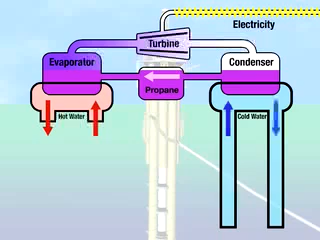 Electricity
Turbine
Evaporator
Condenser
Propane
Hot Water
Cold Water